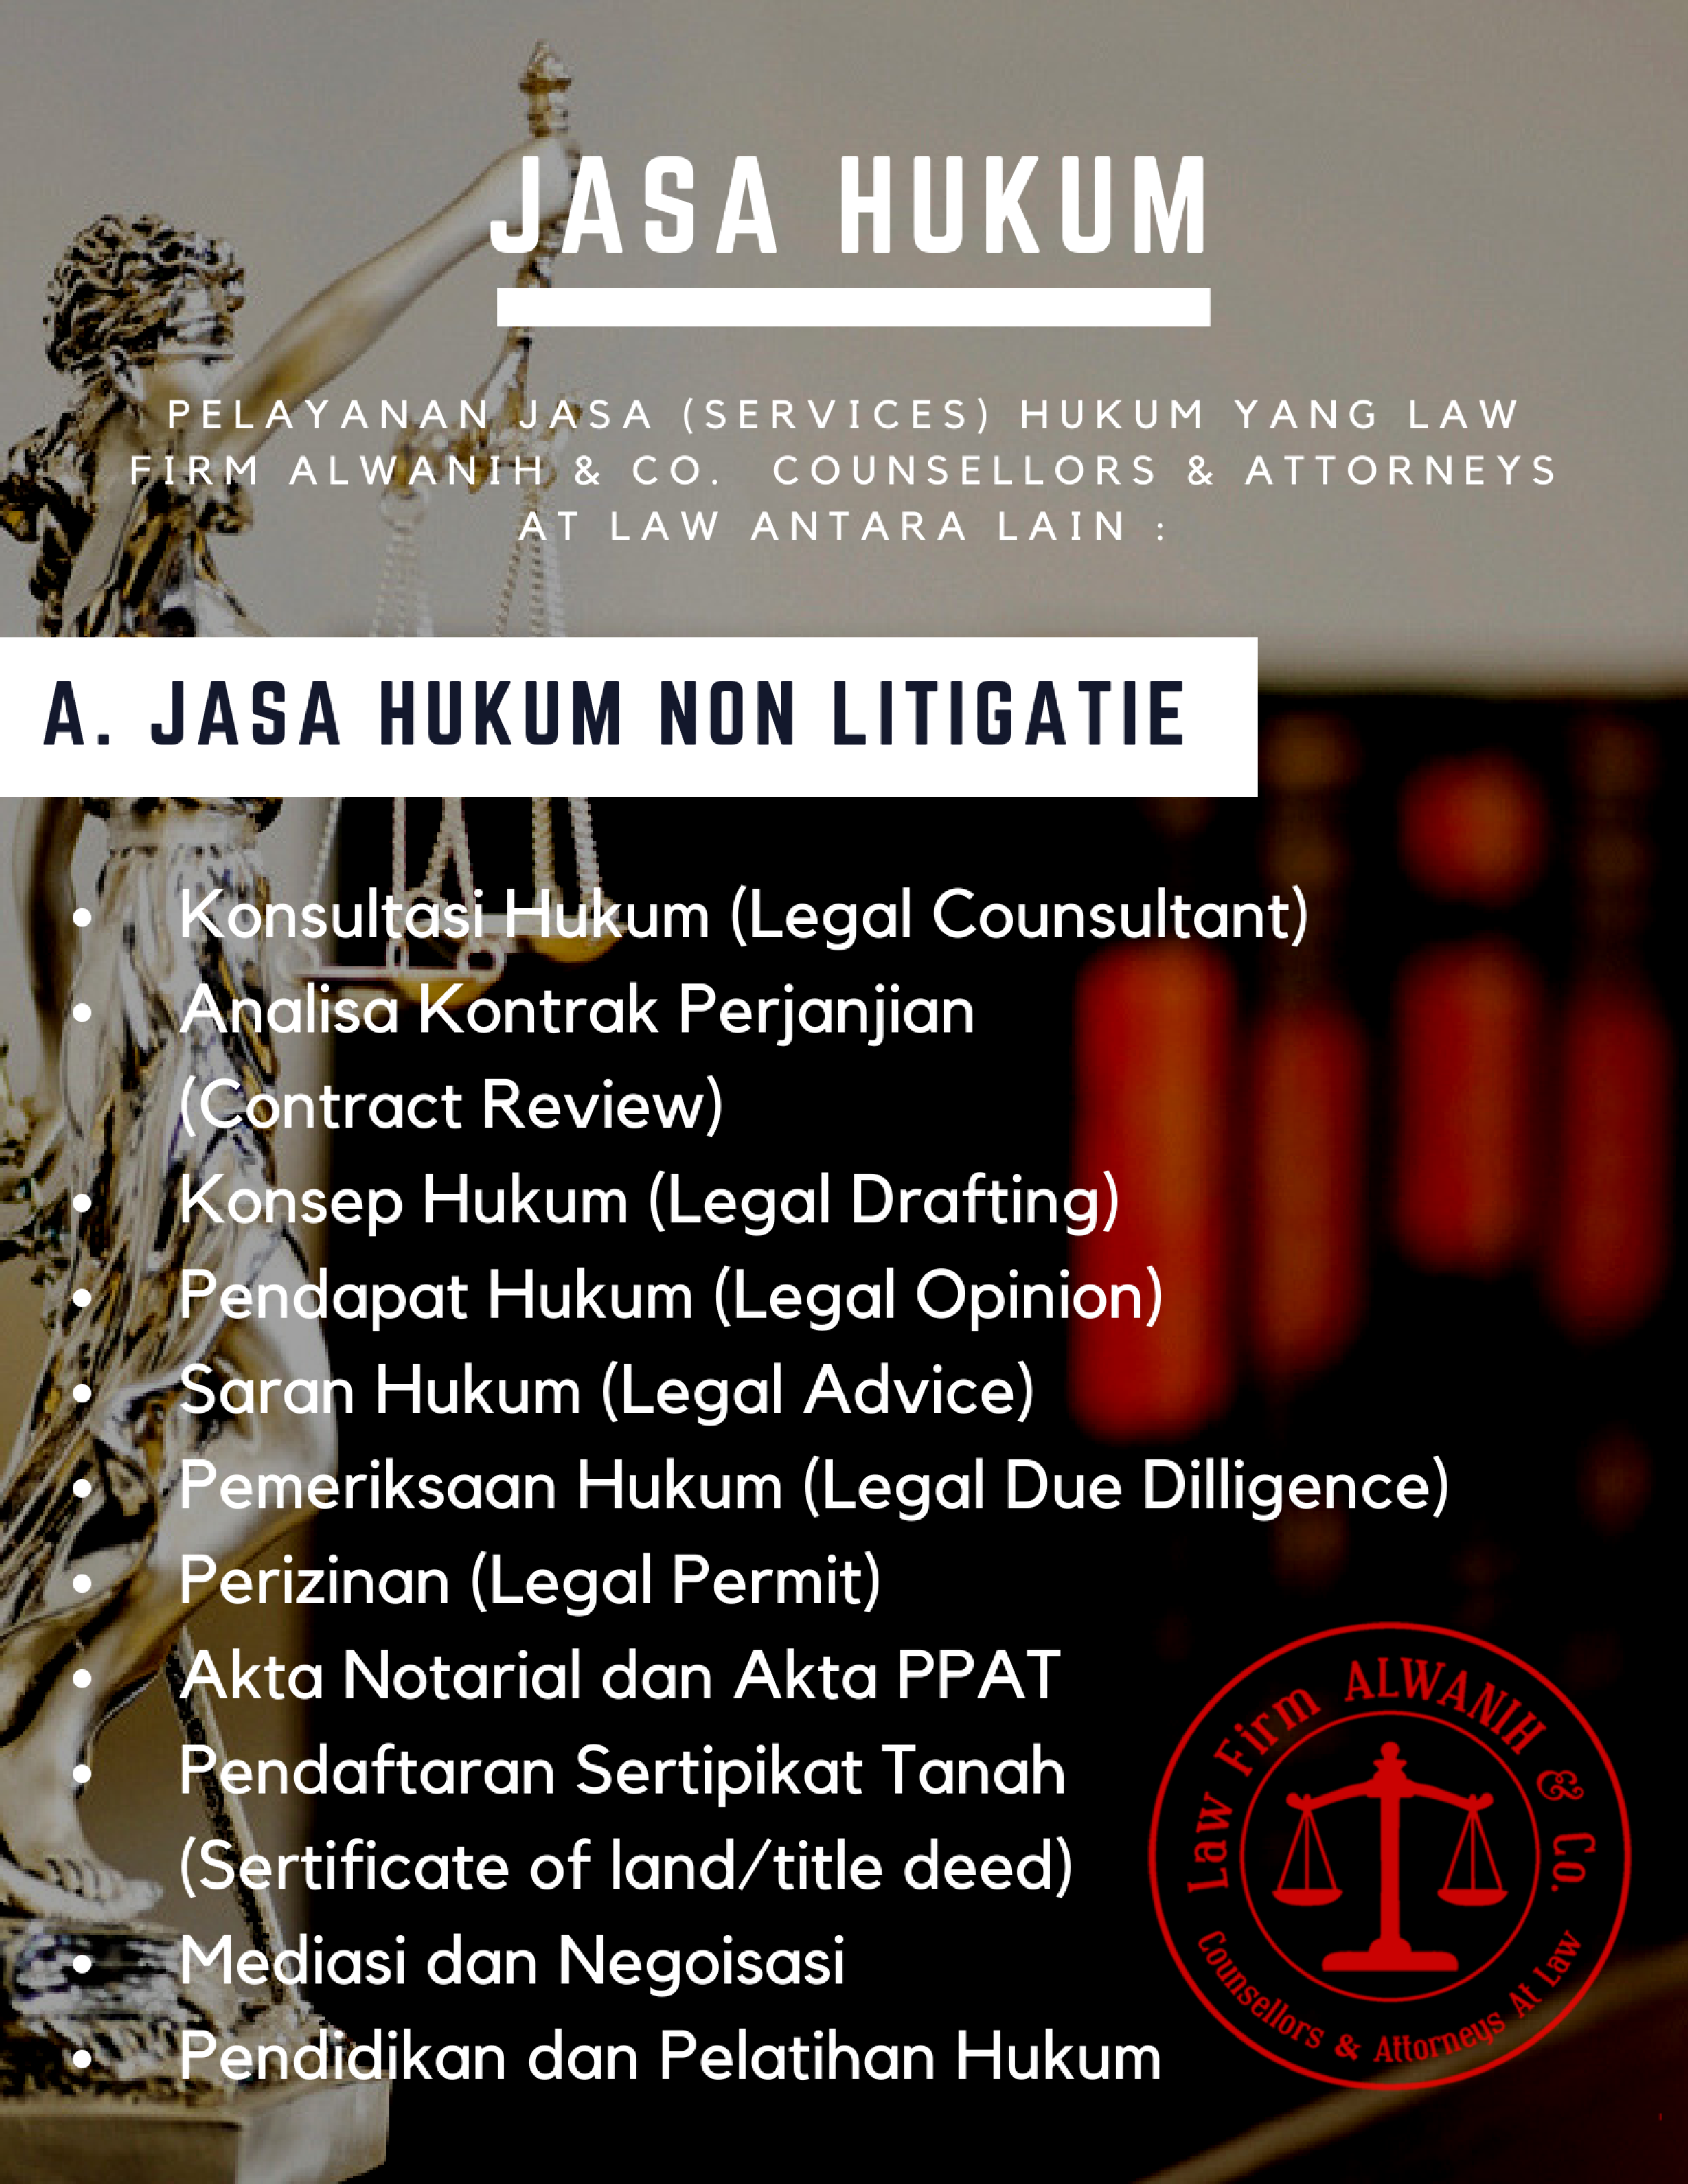 JASA HUKUM
PELAYANAN JASA (SERVICES) HUKUM YANG LAW
FIRM ALWANIH & CO. COUNSELLORS & ATTORNEYS
AT LAW ANTARA LAIN :
A. JASA HUKUM NON LITIGATIE
• Konsultasi Hukum (Legal Counsultant)
• Analisa Kontrak Perjanjian
(Contract Review)
• Konsep Hukum (Legal Drafting)
• Pendapat Hukum (Legal Opinion)
• Saran Hukum (Legal Advice)
• Pemeriksaan Hukum (Legal Due Dilligence)
• Perizinan (Legal Permit)
• Akta Notarial dan Akta PPAT
• Pendaftaran Sertipikat Tanah
(Sertificate of land/title deed)
• Mediasi dan Negoisasi
• Pendidikan dan Pelatihan Hukum
Law Firm ALWANIH & Co.
Counsellors & Attorneys At Law